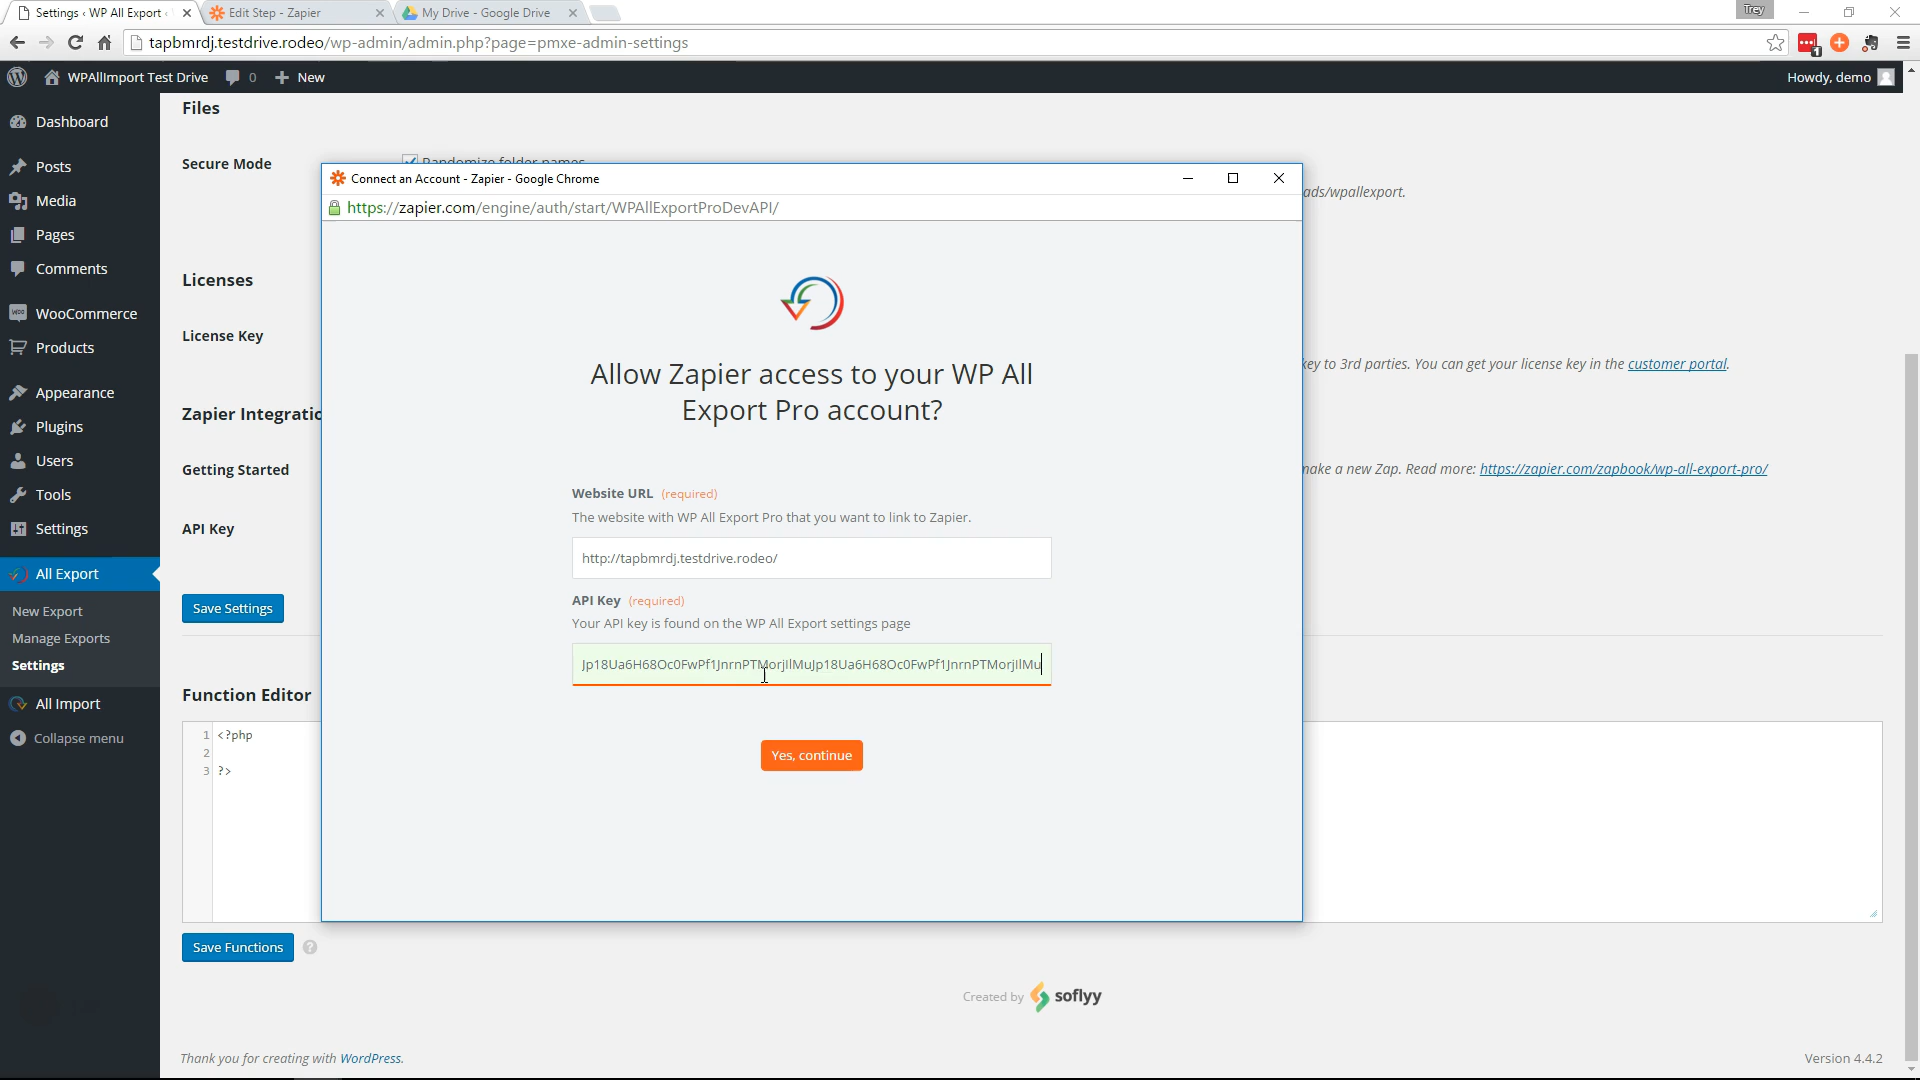 Settings ‹ WP All Export ‹
Edit Step - Zapier
My Drive - Google Drive
Trey
tapbmrdj.testdrive.rodeo/wp-admin/admin.php?page=pmxe-admin-settings
1
WPAllImport Test Drive
0
New
Howdy, demo
Dashboard
Posts
Media
Pages
Comments
WooCommerce
Products
Appearance
Plugins
Users
Tools
Settings
All Export
New Export
Manage Exports
Settings
All Import
Collapse menu
Files
Secure Mode
Randomize folder names
ads/wpallexport.
Licenses
License Key
key to 3rd parties. You can get your license key in the customer portal.
Zapier Integratio
Getting Started
make a new Zap. Read more: https://zapier.com/zapbook/wp-all-export-pro/
API Key
Save Settings
Function Editor
1 <?php
2
3 ?>
Save Functions
?
Created by soflyy
Thank you for creating with WordPress.
Version 4.4.2
Connect an Account - Zapier - Google Chrome
https://zapier.com/engine/auth/start/WPAllExportProDevAPI/
Allow Zapier access to your WP All
Export Pro account?
Website URL (required)
The website with WP All Export Pro that you want to link to Zapier.
http://tapbmrdj.testdrive.rodeo/
API Key (required)
Your API key is found on the WP All Export settings page
Yes, continue